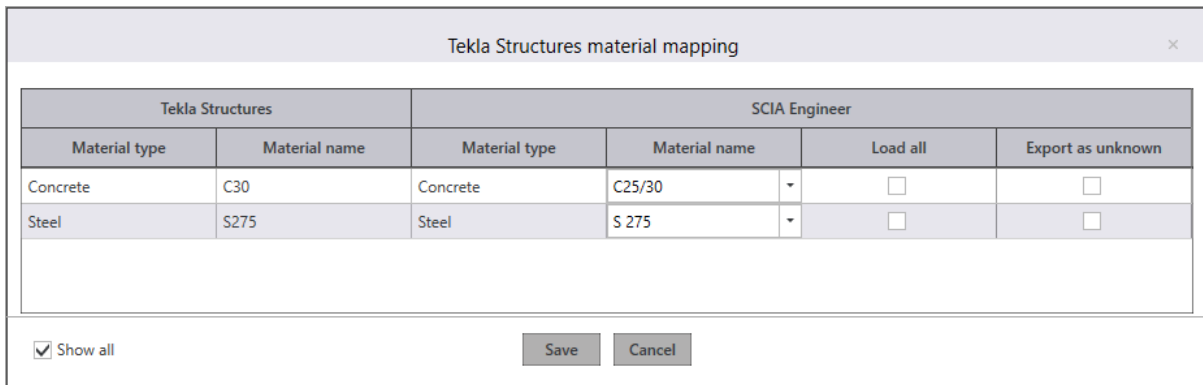 Tekla Structures material mapping ×
Tekla Structures SCIA Engineer
Material type Material name Material type Material name Load all Export as unknown
Concrete C30 Concrete C25/30
Steel S275 Steel S 275
Show all Save Cancel